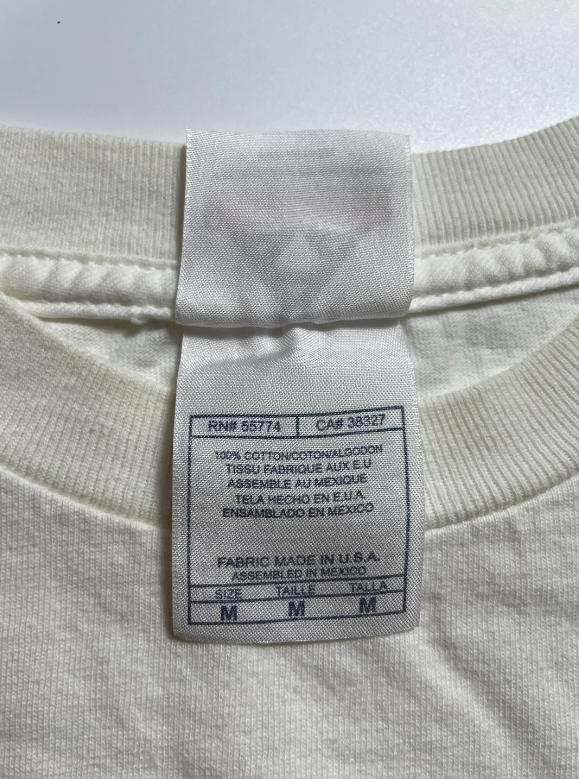 RN# 55774 CA# 38327
100% COTTON/COTON/ALGODON
TISSU FABRIQUE AUX E.U
ASSEMBLE AU MEXIQUE
TELA HECHO EN E.U.A.
ENSAMBLADO EN MEXICO
FABRIC MADE IN U.S.A.
ASSEMBLED IN MEXICO
SIZE TAILLE TALLA
M M M